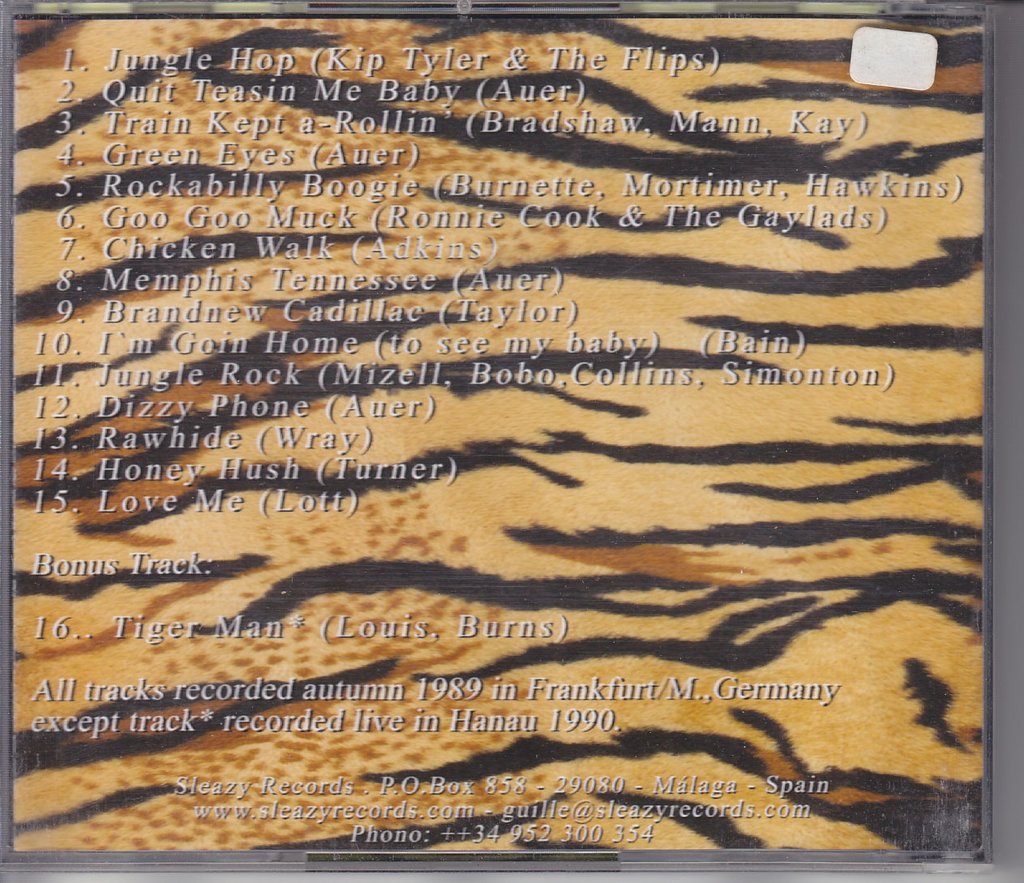 1. Jungle Hop (Kip Tyler & The Flips)
2. Quit Teasin Me Baby (Auer)
3. Train Kept a-Rollin' (Bradshaw, Mann, Kay)
4. Green Eyes (Auer)
5. Rockabilly Boogie (Burnette, Mortimer, Hawkins)
6. Goo Goo Muck (Ronnie Cook & The Gaylads)
7. Chicken Walk (Adkins)
8. Memphis Tennessee (Auer)
9. Brandnew Cadillac (Taylor)
10. I`m Goin Home (to see my baby) (Bain)
11. Jungle Rock (Mizell, Bobo,Collins, Simonton)
12. Dizzy Phone (Auer)
13. Rawhide (Wray)
14. Honey Hush (Turner)
15. Love Me (Lott)
Bonus Track:
16.. Tiger Man* (Louis, Burns)
All tracks recorded autumn 1989 in Frankfurt/M.,Germany
except track* recorded live in Hanau 1990.
Sleazy Records . P.O.Box 858 - 29080 - Málaga - Spain
www.sleazyrecords.com - guille@sleazyrecords.com
Phono: ++34 952 300 354